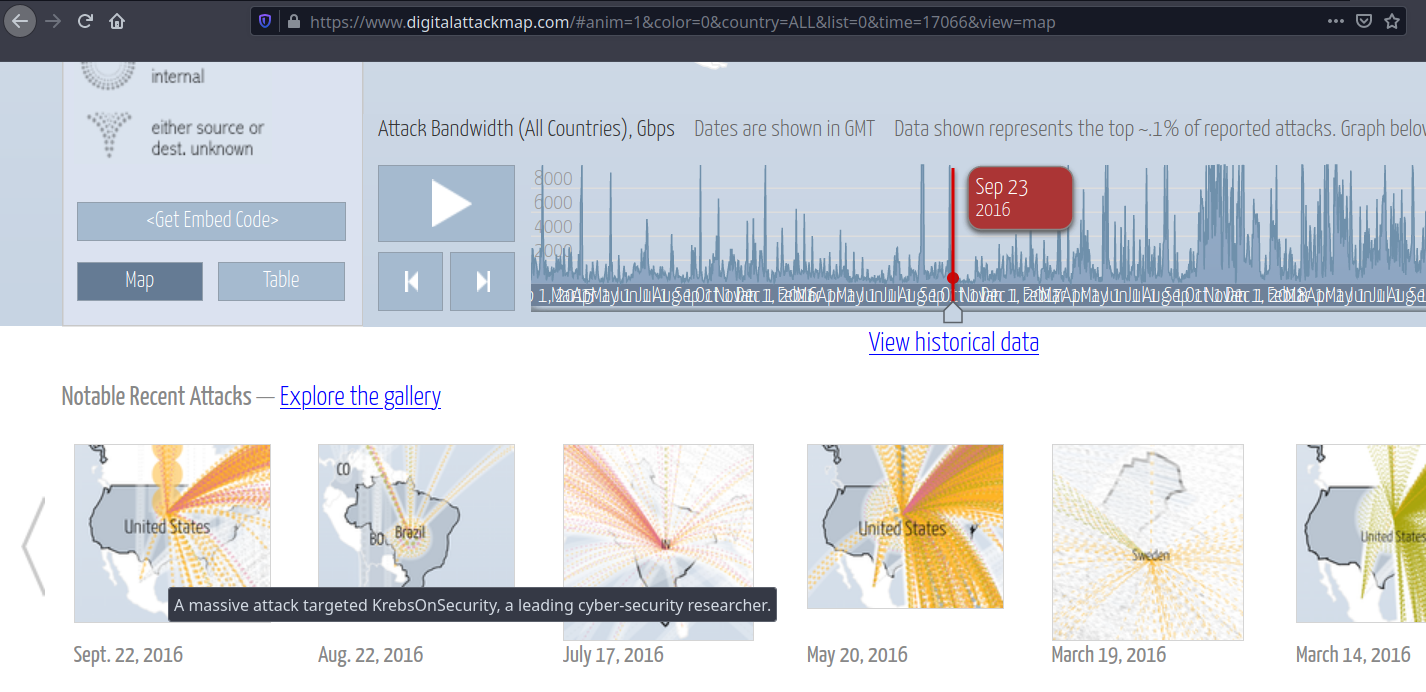 https://www.digitalattackmap.com/#anim=1&color=0&country=ALL&list=0&time=17066&view=map
internal
either source or
dest. unknown
<Get Embed Code>
Map
Table
Attack Bandwidth (All Countries), Gbps
Dates are shown in GMT
Data shown represents the top ~.1% of reported attacks. Graph below
8000
6000
4000
2000
Sep 23
2016
View historical data
Notable Recent Attacks — Explore the gallery
United States
CO
Brazil
United States
Sweden
United States
A massive attack targeted KrebsOnSecurity, a leading cyber-security researcher.
Sept. 22, 2016
Aug. 22, 2016
July 17, 2016
May 20, 2016
March 19, 2016
March 14, 2016